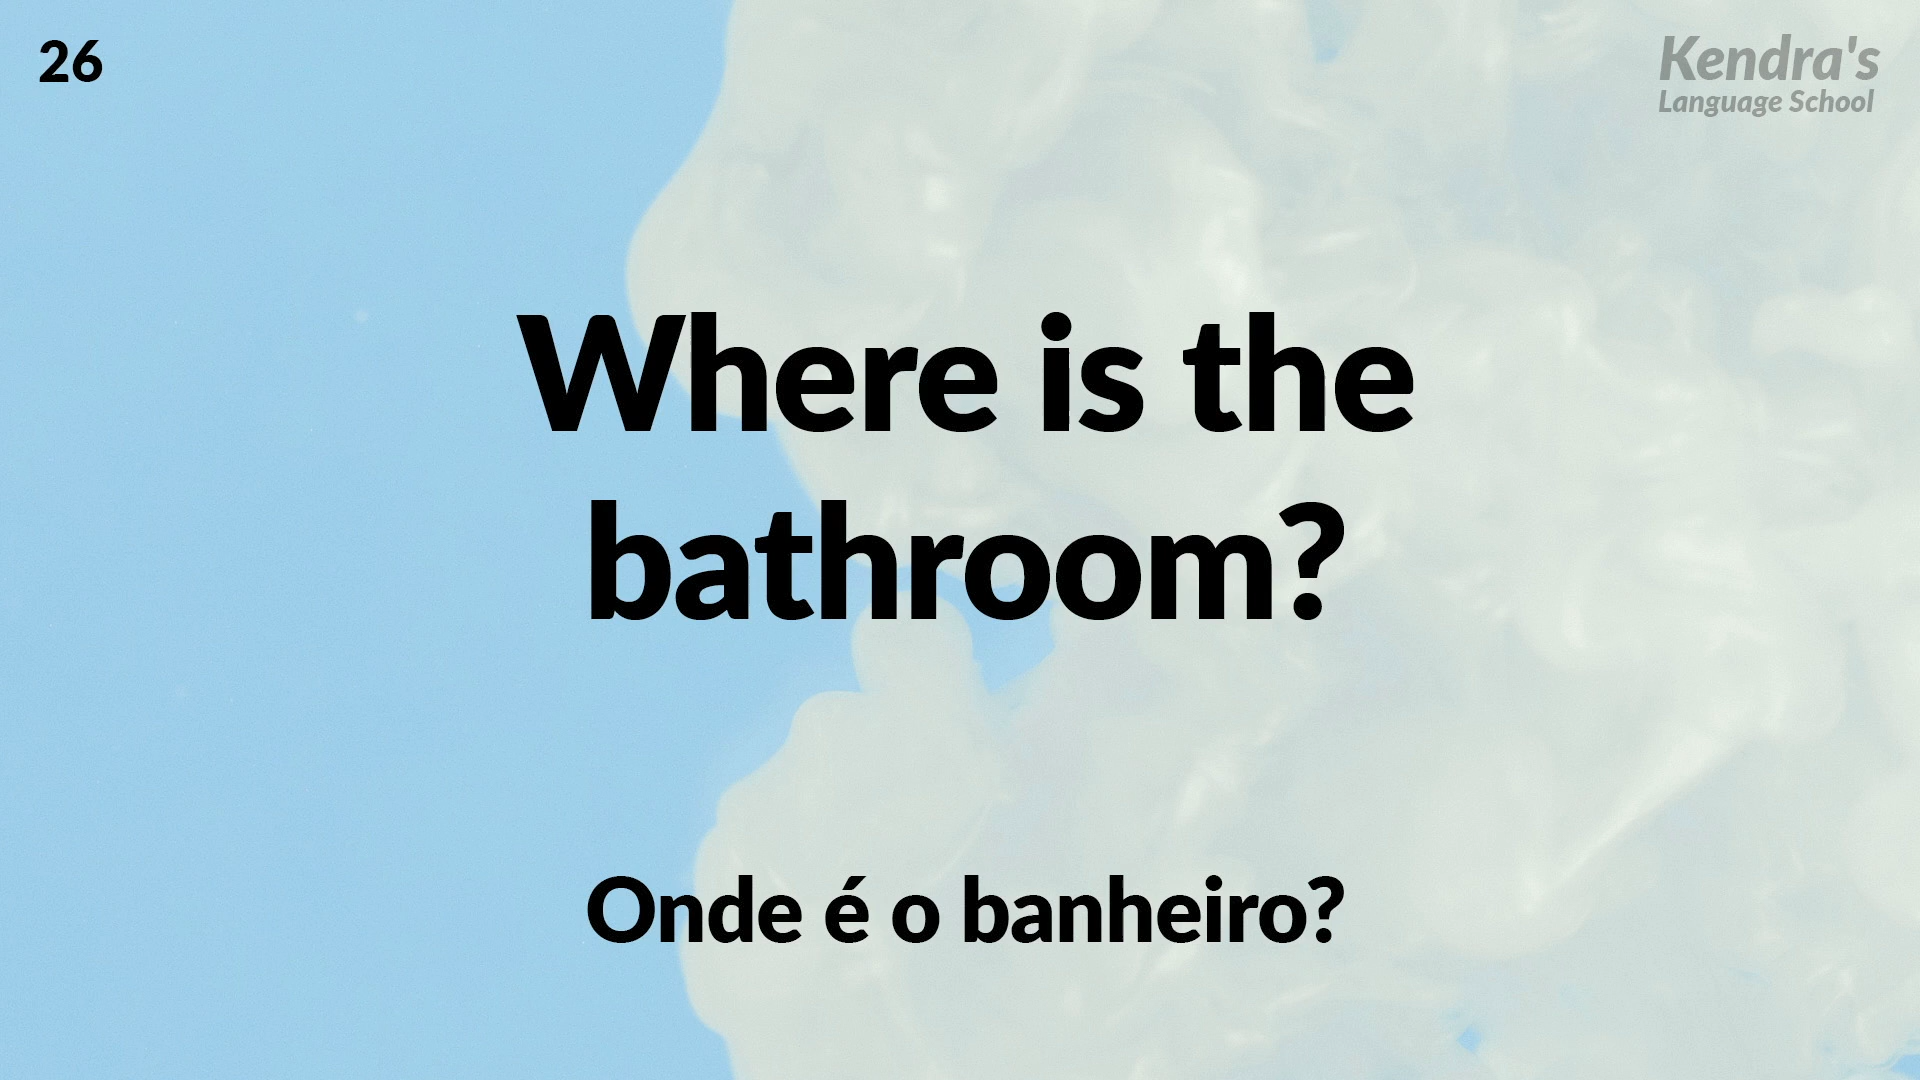 26
Kendra's
Language School
Where is the
bathroom?
Onde é o banheiro?